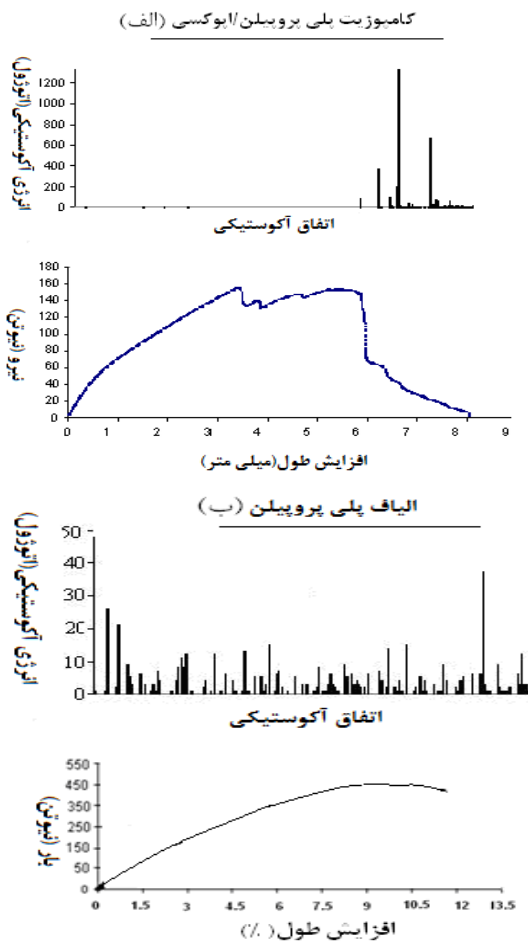 کامپوزیت پلی پروپیلن/اپوکسی (الف)
انرژی آکوستیکی(اتوژول)
1200
1000
800
600
400
200
0
اتفاق آکوستیکی
نیرو (نیوتن)
180
160
140
120
100
80
60
40
20
0
0 1 2 3 4 5 6 7 8 9
افزایش طول(میلی متر)
الیاف پلی پروپیلن (ب)
انرژی آکوستیکی(اتوژول)
50
40
30
20
10
0
اتفاق آکوستیکی
بار (نیوتن)
550
450
350
250
150
50
0
0 1.5 3 4.5 6 7.5 9 10.5 12 13.5
افزایش طول(٪)